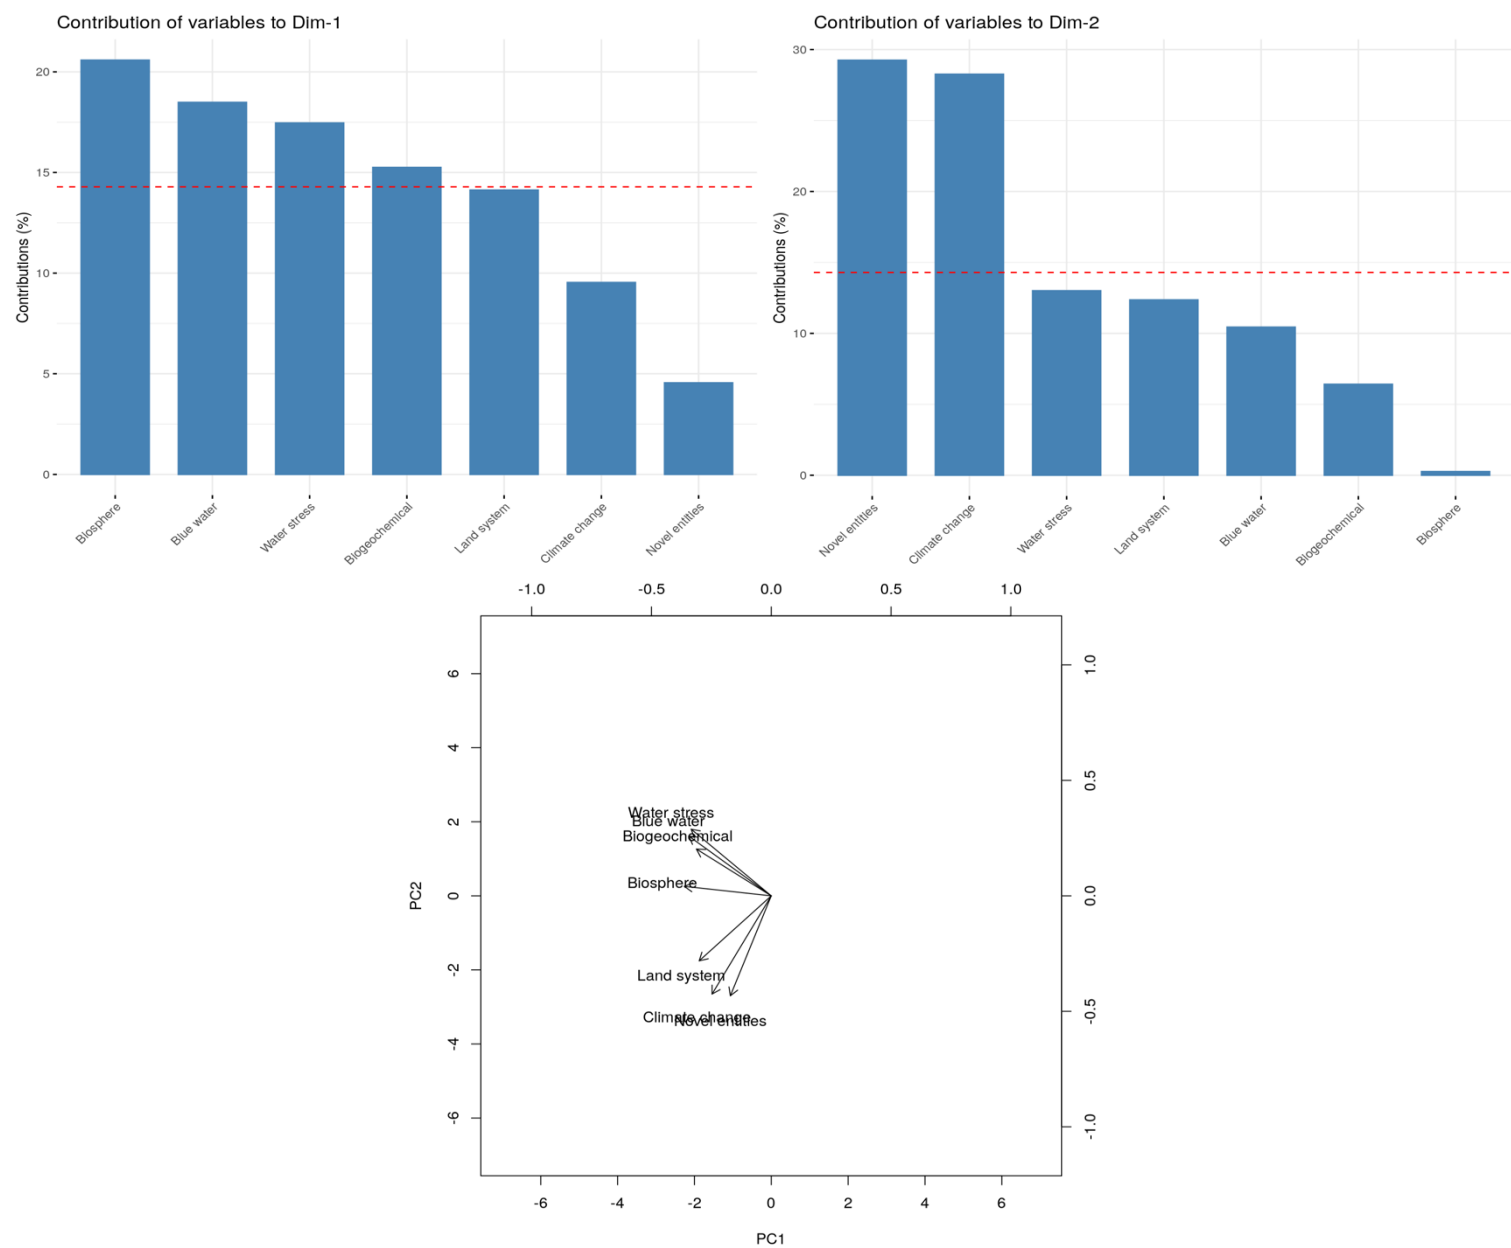 Contribution of variables to Dim-1
Contributions (%)
20
15
10
5
0
Biosphere
Blue water
Water stress
Biogeochemical
Land system
Climate change
Novel entities
Contribution of variables to Dim-2
Contributions (%)
30
20
10
0
Novel entities
Climate change
Water stress
Land system
Blue water
Biogeochemical
Biosphere
-1.0 -0.5 0.0 0.5 1.0
PC2
6
4
2
0
-2
-4
-6
Water stress
Blue water
Biogeochemical
Biosphere
Land system
Climate change
Novel entities
1.0
0.5
0.0
-0.5
-1.0
-6 -4 -2 0 2 4 6
PC1